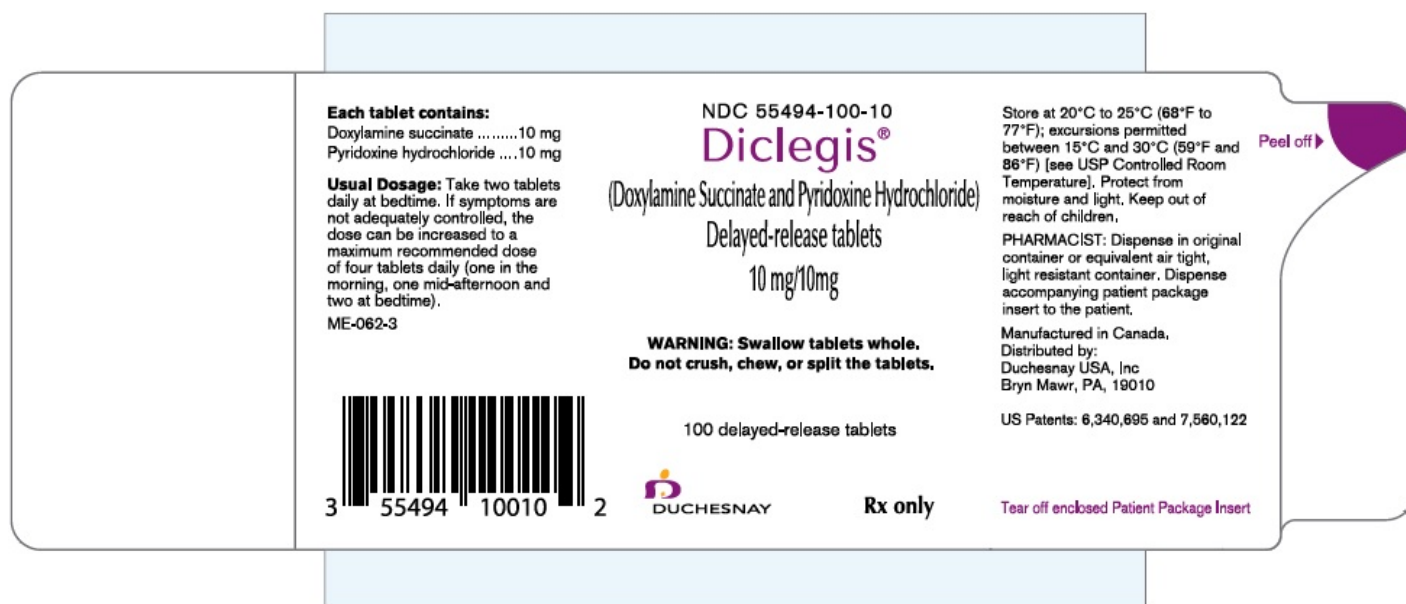 Each tablet contains:
Doxylamine succinate .........10 mg
Pyridoxine hydrochloride ....10 mg
Usual Dosage: Take two tablets
daily at bedtime. If symptoms are
not adequately controlled, the
dose can be increased to a
maximum recommended dose
of four tablets daily (one in the
morning, one mid-afternoon and
two at bedtime).
ME-062-3
3 55494 10010 2
NDC 55494-100-10
Diclegis®
(Doxylamine Succinate and Pyridoxine Hydrochloride)
Delayed-release tablets
10 mg/10mg
WARNING: Swallow tablets whole.
Do not crush, chew, or split the tablets.
100 delayed-release tablets
DUCHESNAY
Rx only
Store at 20°C to 25°C (68°F to
77°F); excursions permitted
between 15°C and 30°C (59°F and
86°F) [see USP Controlled Room
Temperature]. Protect from
moisture and light. Keep out of
reach of children.
PHARMACIST: Dispense in original
container or equivalent air tight,
light resistant container. Dispense
accompanying patient package
insert to the patient.
Manufactured in Canada.
Distributed by:
Duchesnay USA, Inc
Bryn Mawr, PA, 19010
US Patents: 6,340,695 and 7,560,122
Tear off enclosed Patient Package Insert
Peel off